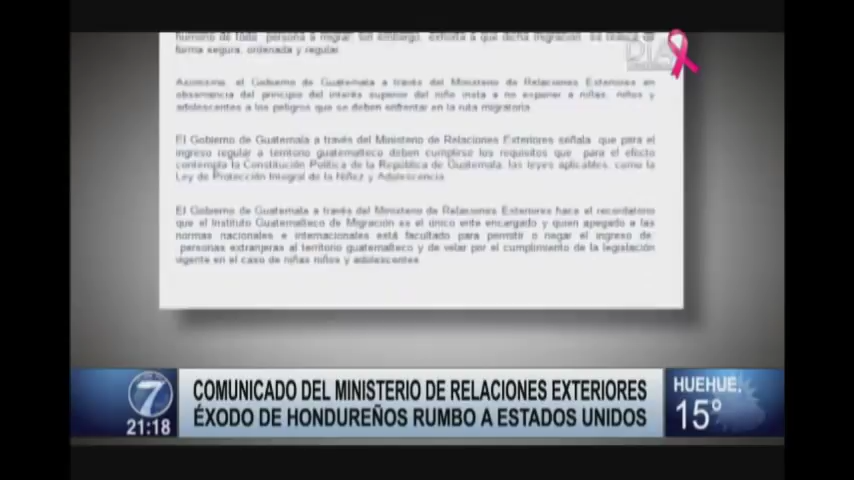 humano de toda persona a migrar, sin embargo, exhorta a que dicha migración se realice de
forma segura, ordenada y regular.
DIA
Asimismo, el Gobierno de Guatemala a través del Ministerio de Relaciones Exteriores en
observancia del principio del interés superior del niño insta a no exponer a niñas, niños y
adolescentes a los peligros que se deben enfrentar en la ruta migratoria.
El Gobierno de Guatemala a través del Ministerio de Relaciones Exteriores señala que para el
ingreso regular a territorio guatemalteco deben cumplirse los requisitos que para el efecto
contempla la Constitución Política de la República de Guatemala, las leyes aplicables, como la
Ley de Protección Integral de la Niñez y Adolescencia.
El Gobierno de Guatemala a través del Ministerio de Relaciones Exteriores hace el recordatorio
que el Instituto Guatemalteco de Migración es el único ente encargado y quien apegado a las
normas nacionales e internacionales está facultado para permitir o negar el ingreso de
personas extranjeras al territorio guatemalteco y de velar por el cumplimiento de la legislación
vigente en el caso de niñas niños y adolescentes.
7
21:18
COMUNICADO DEL MINISTERIO DE RELACIONES EXTERIORES
ÉXODO DE HONDUREÑOS RUMBO A ESTADOS UNIDOS
HUEHUE.
15°